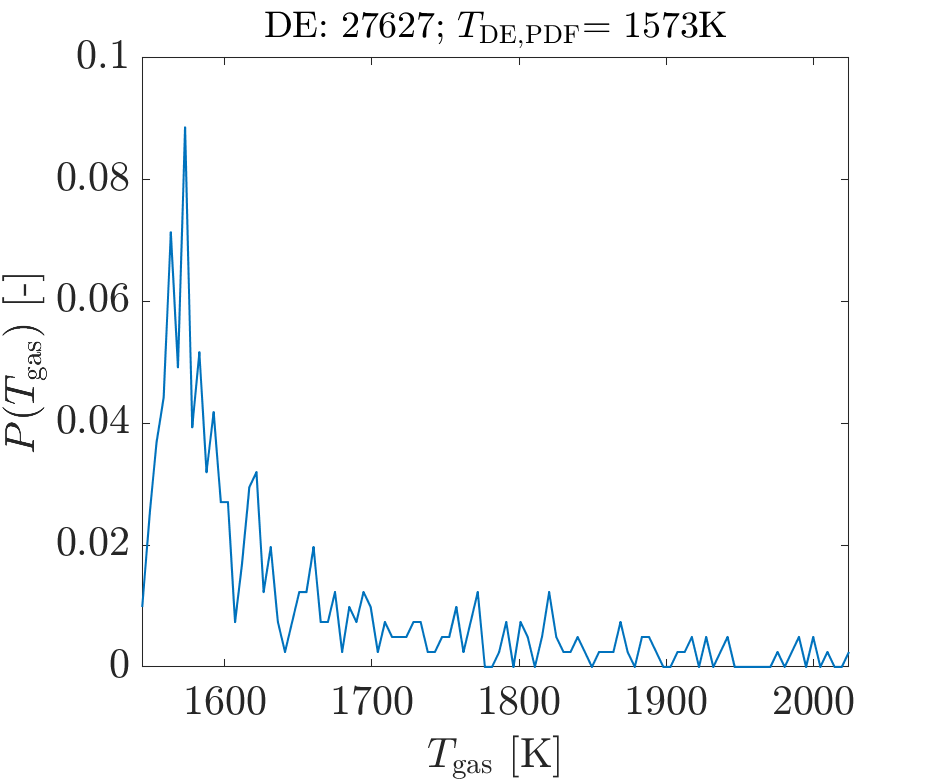 DE: 27627; T_DE,PDF= 1573K
0.1
0.08
0.06
0.04
0.02
0
P(T_gas) [-]
1600 1700 1800 1900 2000
T_gas [K]